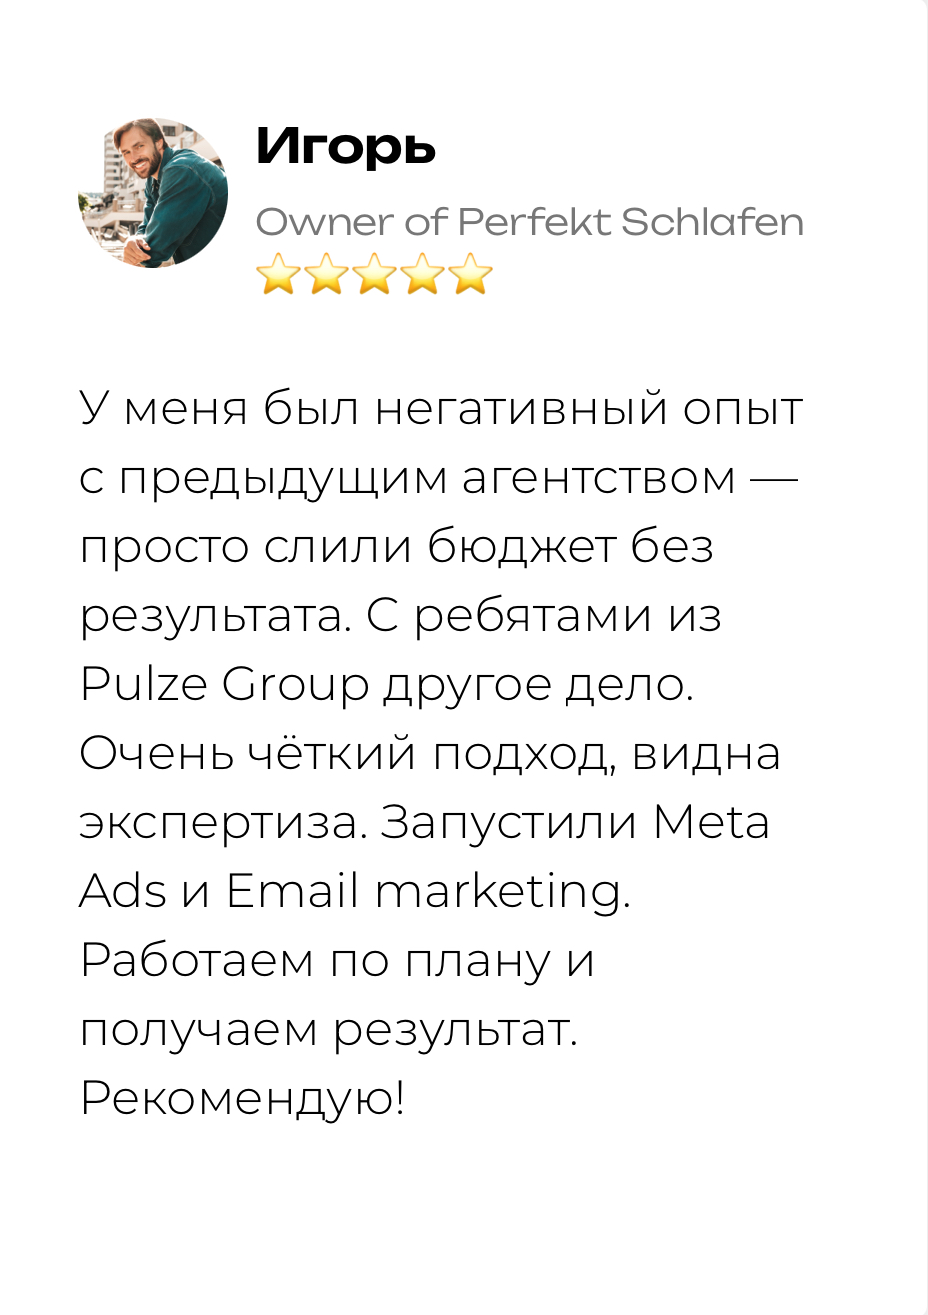 Игорь
Owner of Perfekt Schlafen
У меня был негативный опыт
с предыдущим агентством —
просто слили бюджет без
результата. С ребятами из
Pulze Group другое дело.
Очень чёткий подход, видна
экспертиза. Запустили Meta
Ads и Email marketing.
Работаем по плану и
получаем результат.
Рекомендую!